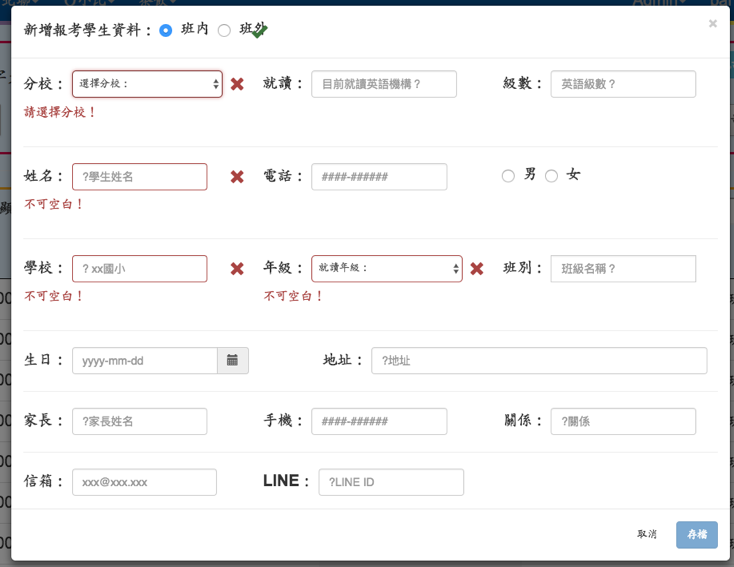 新增報考學生資料： 班內 班外 ×
分校： 選擇分校： 就讀： 目前就讀英語機構？ 級數： 英語級數？
請選擇分校！
姓名： ?學生姓名 電話： ####-###### 男 女
不可空白！
學校： ? xx國小 年級： 就讀年級： 班別： 班級名稱？
不可空白！ 不可空白！
生日： yyyy-mm-dd 地址： ?地址
家長： ?家長姓名 手機： ####-###### 關係： ?關係
信箱： xxx@xxx.xxx LINE： ?LINE ID
取消 存檔